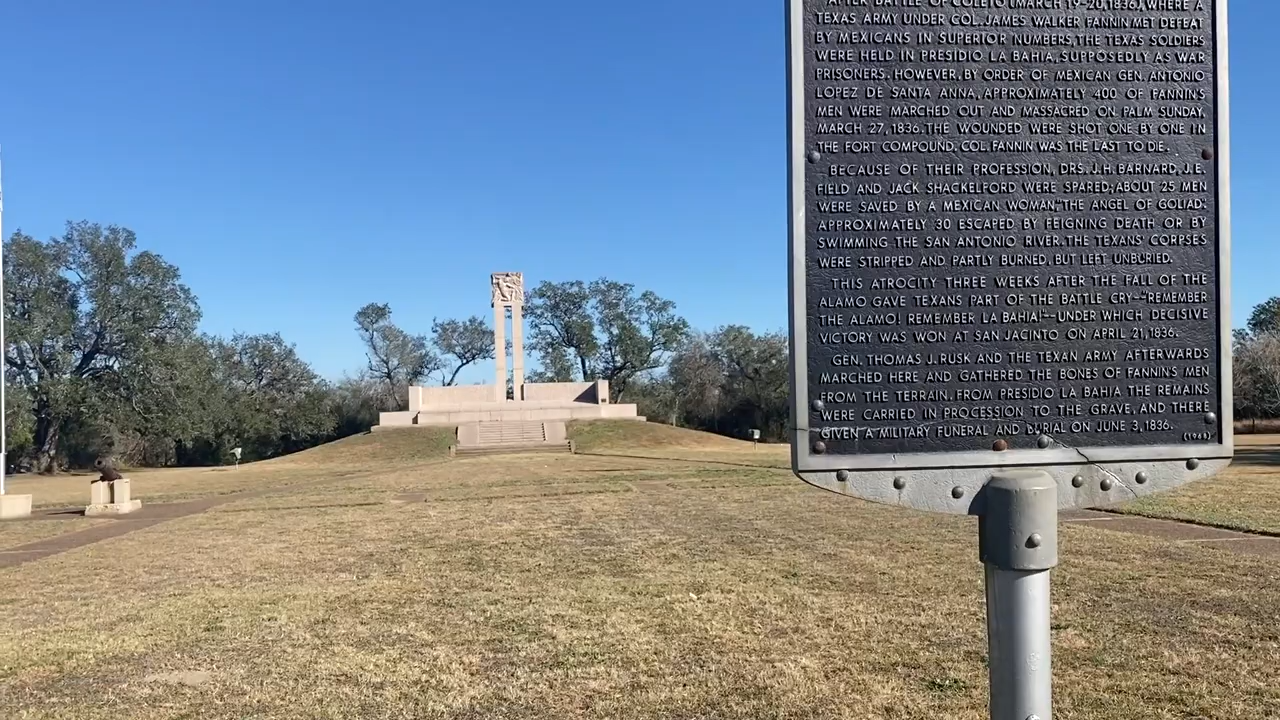 AFTER BATTLE OF COLETO (MARCH 19-20, 1836), WHERE A
TEXAS ARMY UNDER COL. JAMES WALKER FANNIN MET DEFEAT
BY MEXICANS IN SUPERIOR NUMBERS, THE TEXAS SOLDIERS
WERE HELD IN PRESIDIO LA BAHIA, SUPPOSEDLY AS WAR
PRISONERS. HOWEVER, BY ORDER OF MEXICAN GEN. ANTONIO
LOPEZ DE SANTA ANNA, APPROXIMATELY 400 OF FANNIN'S
MEN WERE MARCHED OUT AND MASSACRED ON PALM SUNDAY,
MARCH 27, 1836. THE WOUNDED WERE SHOT ONE BY ONE IN
THE FORT COMPOUND. COL. FANNIN WAS THE LAST TO DIE.
BECAUSE OF THEIR PROFESSION, DRS. J.H. BARNARD, J.E.
FIELD AND JACK SHACKELFORD WERE SPARED; ABOUT 25 MEN
WERE SAVED BY A MEXICAN WOMAN, "THE ANGEL OF GOLIAD".
APPROXIMATELY 30 ESCAPED BY FEIGNING DEATH OR BY
SWIMMING THE SAN ANTONIO RIVER. THE TEXANS' CORPSES
WERE STRIPPED AND PARTLY BURNED, BUT LEFT UNBURIED.
THIS ATROCITY THREE WEEKS AFTER THE FALL OF THE
ALAMO GAVE TEXANS PART OF THE BATTLE CRY--"REMEMBER
THE ALAMO! REMEMBER LA BAHIA!"--UNDER WHICH DECISIVE
VICTORY WAS WON AT SAN JACINTO ON APRIL 21, 1836.
GEN. THOMAS J. RUSK AND THE TEXAN ARMY AFTERWARDS
MARCHED HERE AND GATHERED THE BONES OF FANNIN'S MEN
FROM THE TERRAIN. FROM PRESIDIO LA BAHIA THE REMAINS
WERE CARRIED IN PROCESSION TO THE GRAVE, AND THERE
GIVEN A MILITARY FUNERAL AND BURIAL ON JUNE 3, 1836.
(1968)